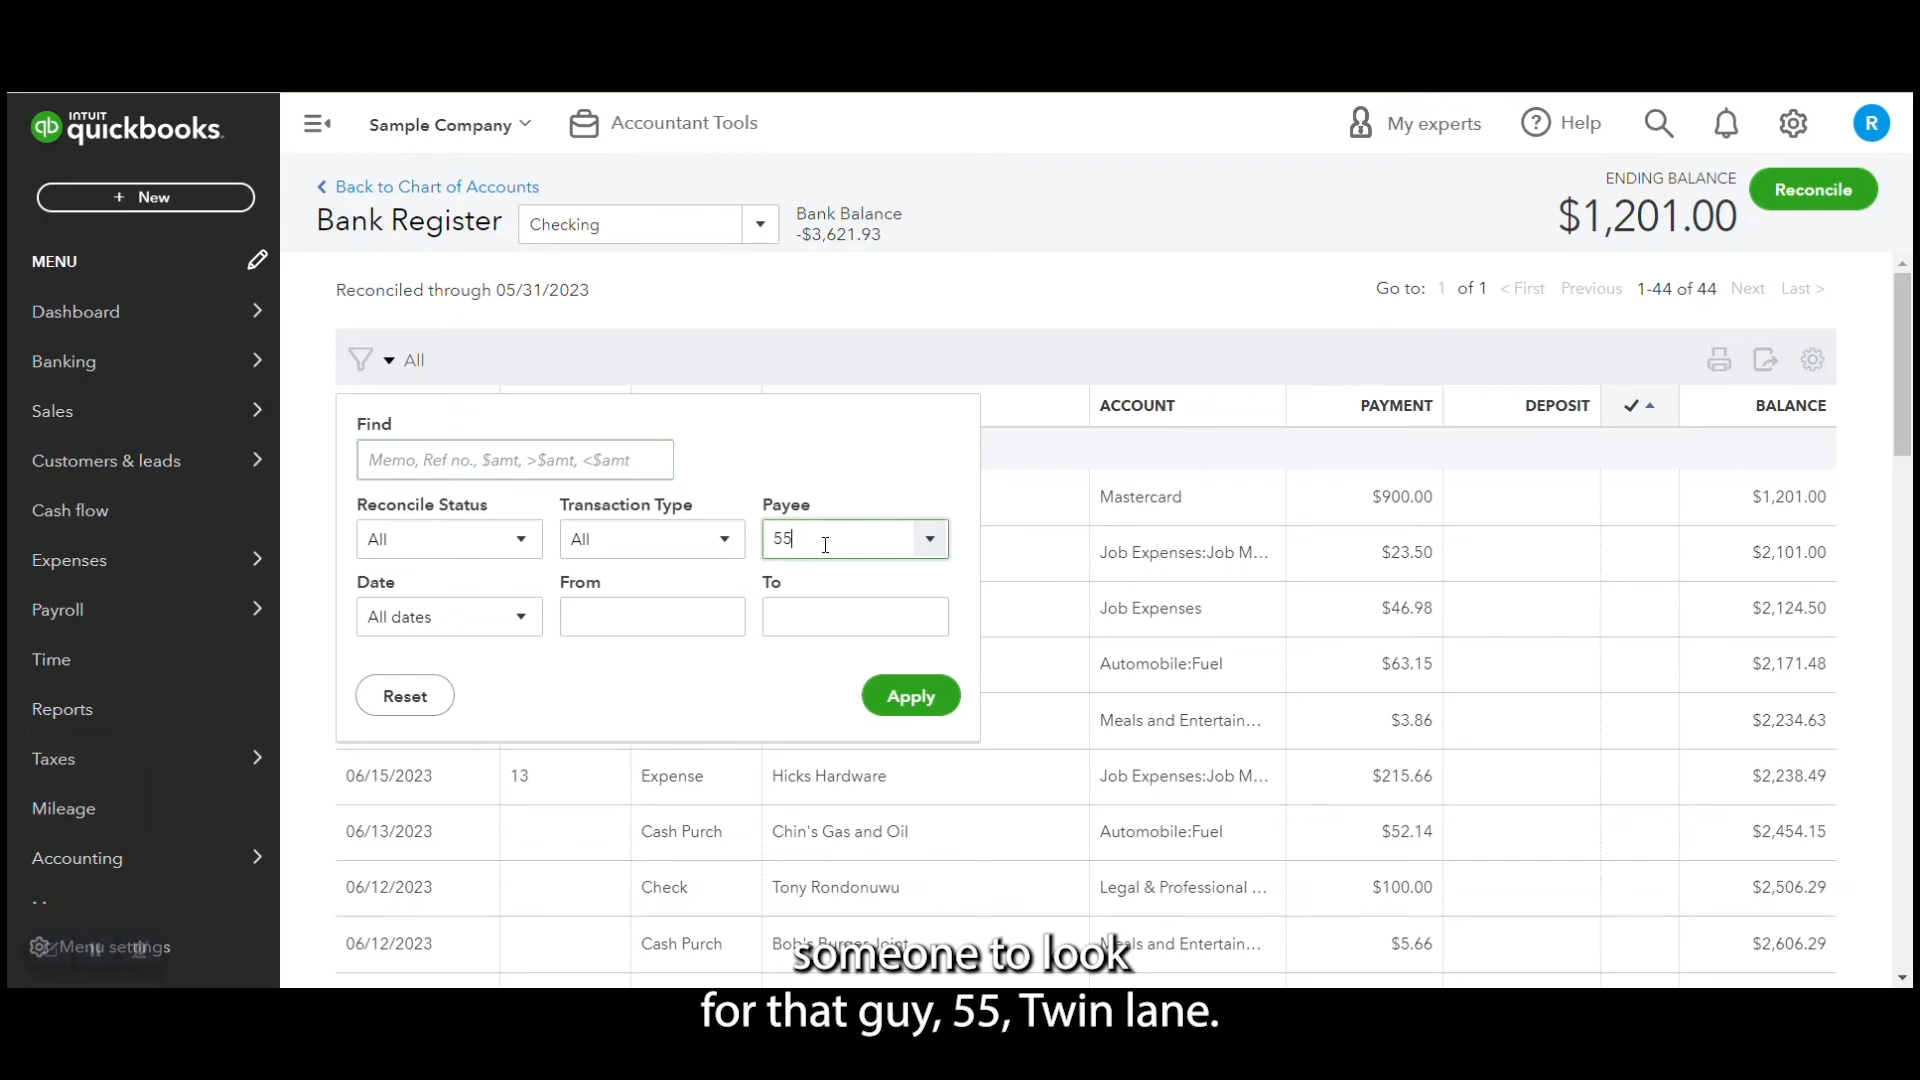 INTUIT
quickbooks.
Sample Company
Accountant Tools
My experts
Help
R
+ New
Back to Chart of Accounts
Bank Register
Checking
Bank Balance
-$3,621.93
ENDING BALANCE
$1,201.00
Reconcile
MENU
Dashboard
Banking
Sales
Customers & leads
Cash flow
Expenses
Payroll
Time
Reports
Taxes
Mileage
Accounting
Menu settings
Reconciled through 05/31/2023
Go to: 1 of 1 < First Previous 1-44 of 44 Next Last >
All
ACCOUNT PAYMENT DEPOSIT BALANCE
Find
Memo, Ref no., $amt, >$amt, <$amt
Reconcile Status Transaction Type Payee
All All 55
Date From To
All dates
Reset Apply
Mastercard $900.00 $1,201.00
Job Expenses:Job M... $23.50 $2,101.00
Job Expenses $46.98 $2,124.50
Automobile:Fuel $63.15 $2,171.48
Meals and Entertain... $3.86 $2,234.63
06/15/2023 13 Expense Hicks Hardware Job Expenses:Job M... $215.66 $2,238.49
06/13/2023 Cash Purch Chin's Gas and Oil Automobile:Fuel $52.14 $2,454.15
06/12/2023 Check Tony Rondonuwu Legal & Professional ... $100.00 $2,506.29
06/12/2023 Cash Purch Bob's Burger Joint Meals and Entertain... $5.66 $2,606.29
someone to look
for that guy, 55, Twin lane.